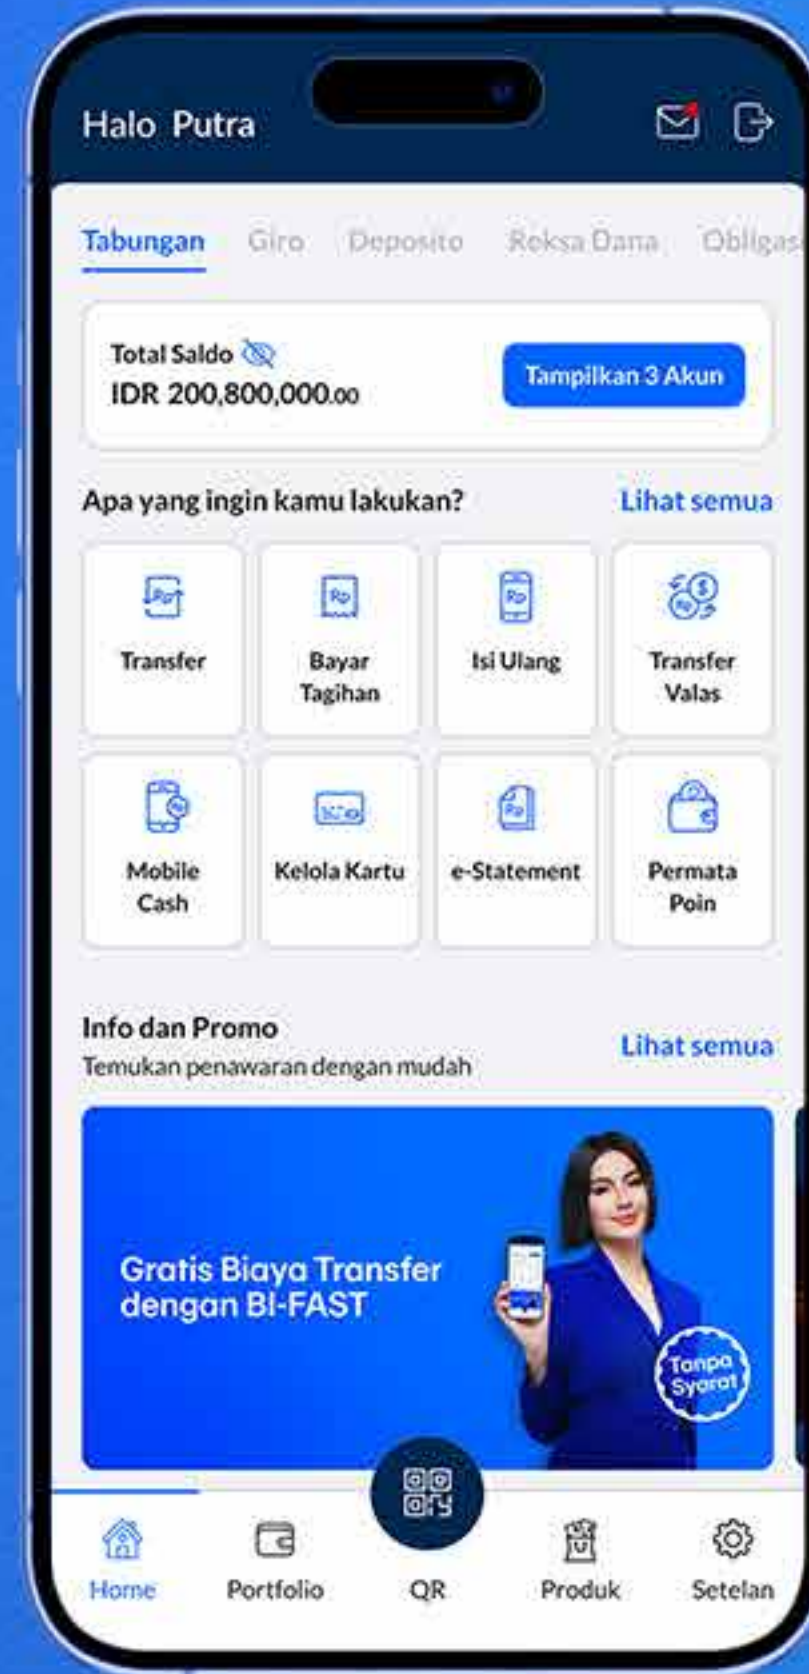 Halo Putra
Tabungan Giro Deposito Reksa Dana Obligas
Total Saldo
IDR 200,800,000.00
Tampilkan 3 Akun
Apa yang ingin kamu lakukan?
Lihat semua
Transfer
Bayar
Tagihan
Isi Ulang
Transfer
Valas
Mobile
Cash
Kelola Kartu
e-Statement
Permata
Poin
Info dan Promo
Temukan penawaran dengan mudah
Lihat semua
Gratis Biaya Transfer
dengan BI-FAST
Tanpa
Syarat
Home
Portfolio
QR
Produk
Setelan